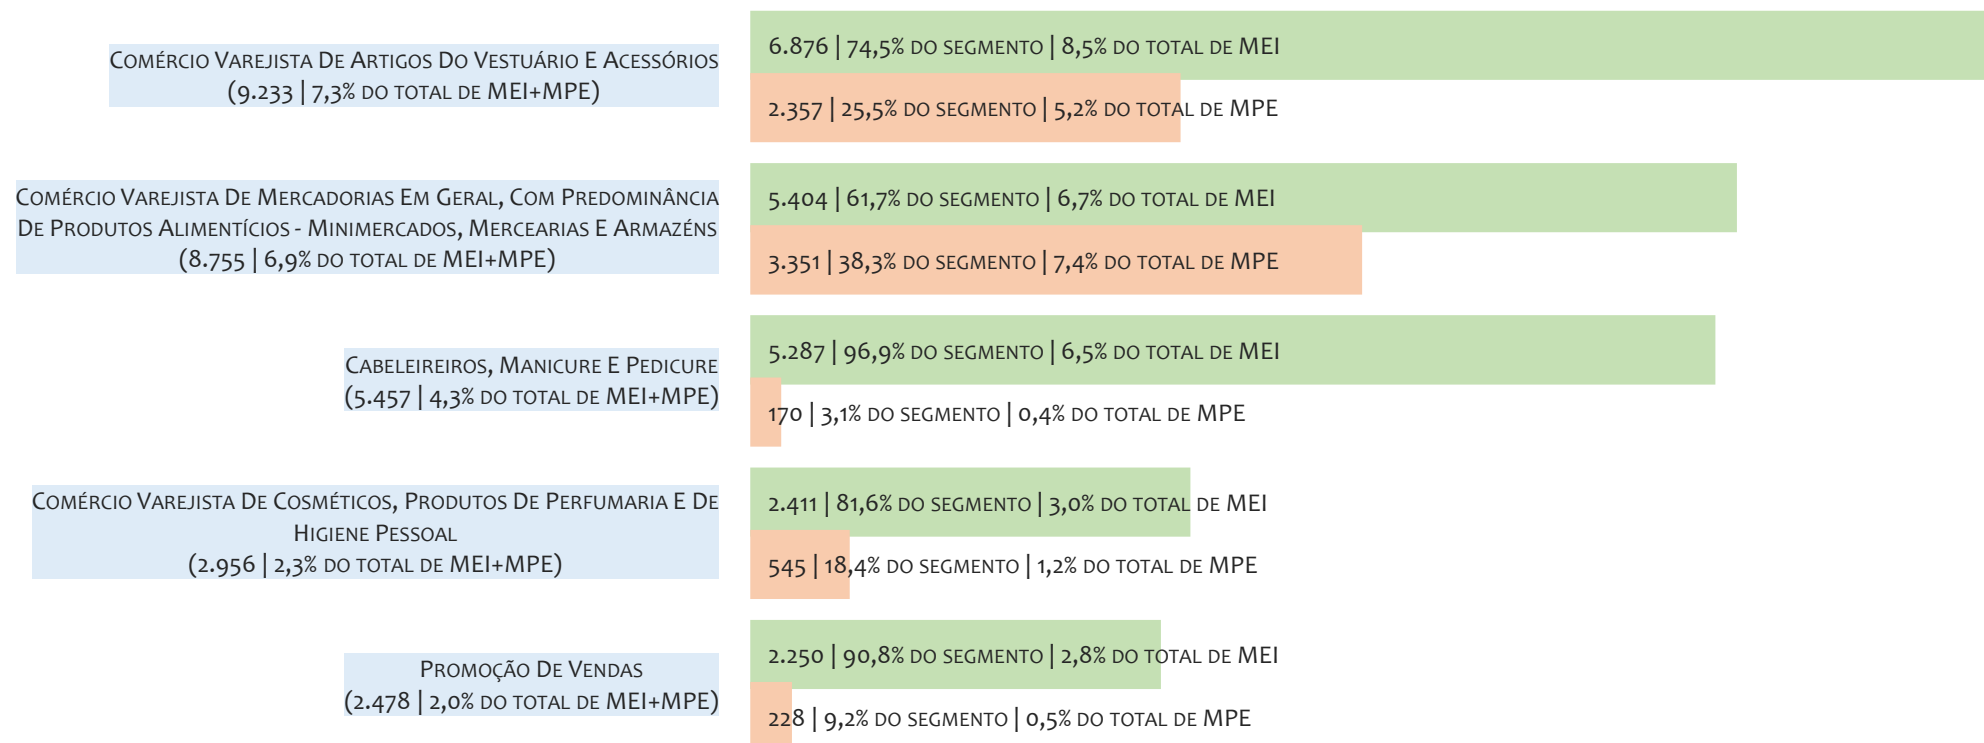 Comércio Varejista De Artigos Do Vestuário E Acessórios
(9.233 | 7,3% do total de MEI+MPE)
6.876 | 74,5% do segmento | 8,5% do total de MEI
2.357 | 25,5% do segmento | 5,2% do total de MPE
Comércio Varejista De Mercadorias Em Geral, Com Predominância
De Produtos Alimentícios - Minimercados, Mercearias E Armazéns
(8.755 | 6,9% do total de MEI+MPE)
5.404 | 61,7% do segmento | 6,7% do total de MEI
3.351 | 38,3% do segmento | 7,4% do total de MPE
Cabeleireiros, Manicure E Pedicure
(5.457 | 4,3% do total de MEI+MPE)
5.287 | 96,9% do segmento | 6,5% do total de MEI
170 | 3,1% do segmento | 0,4% do total de MPE
Comércio Varejista De Cosméticos, Produtos De Perfumaria E De
Higiene Pessoal
(2.956 | 2,3% do total de MEI+MPE)
2.411 | 81,6% do segmento | 3,0% do total de MEI
545 | 18,4% do segmento | 1,2% do total de MPE
Promoção De Vendas
(2.478 | 2,0% do total de MEI+MPE)
2.250 | 90,8% do segmento | 2,8% do total de MEI
228 | 9,2% do segmento | 0,5% do total de MPE